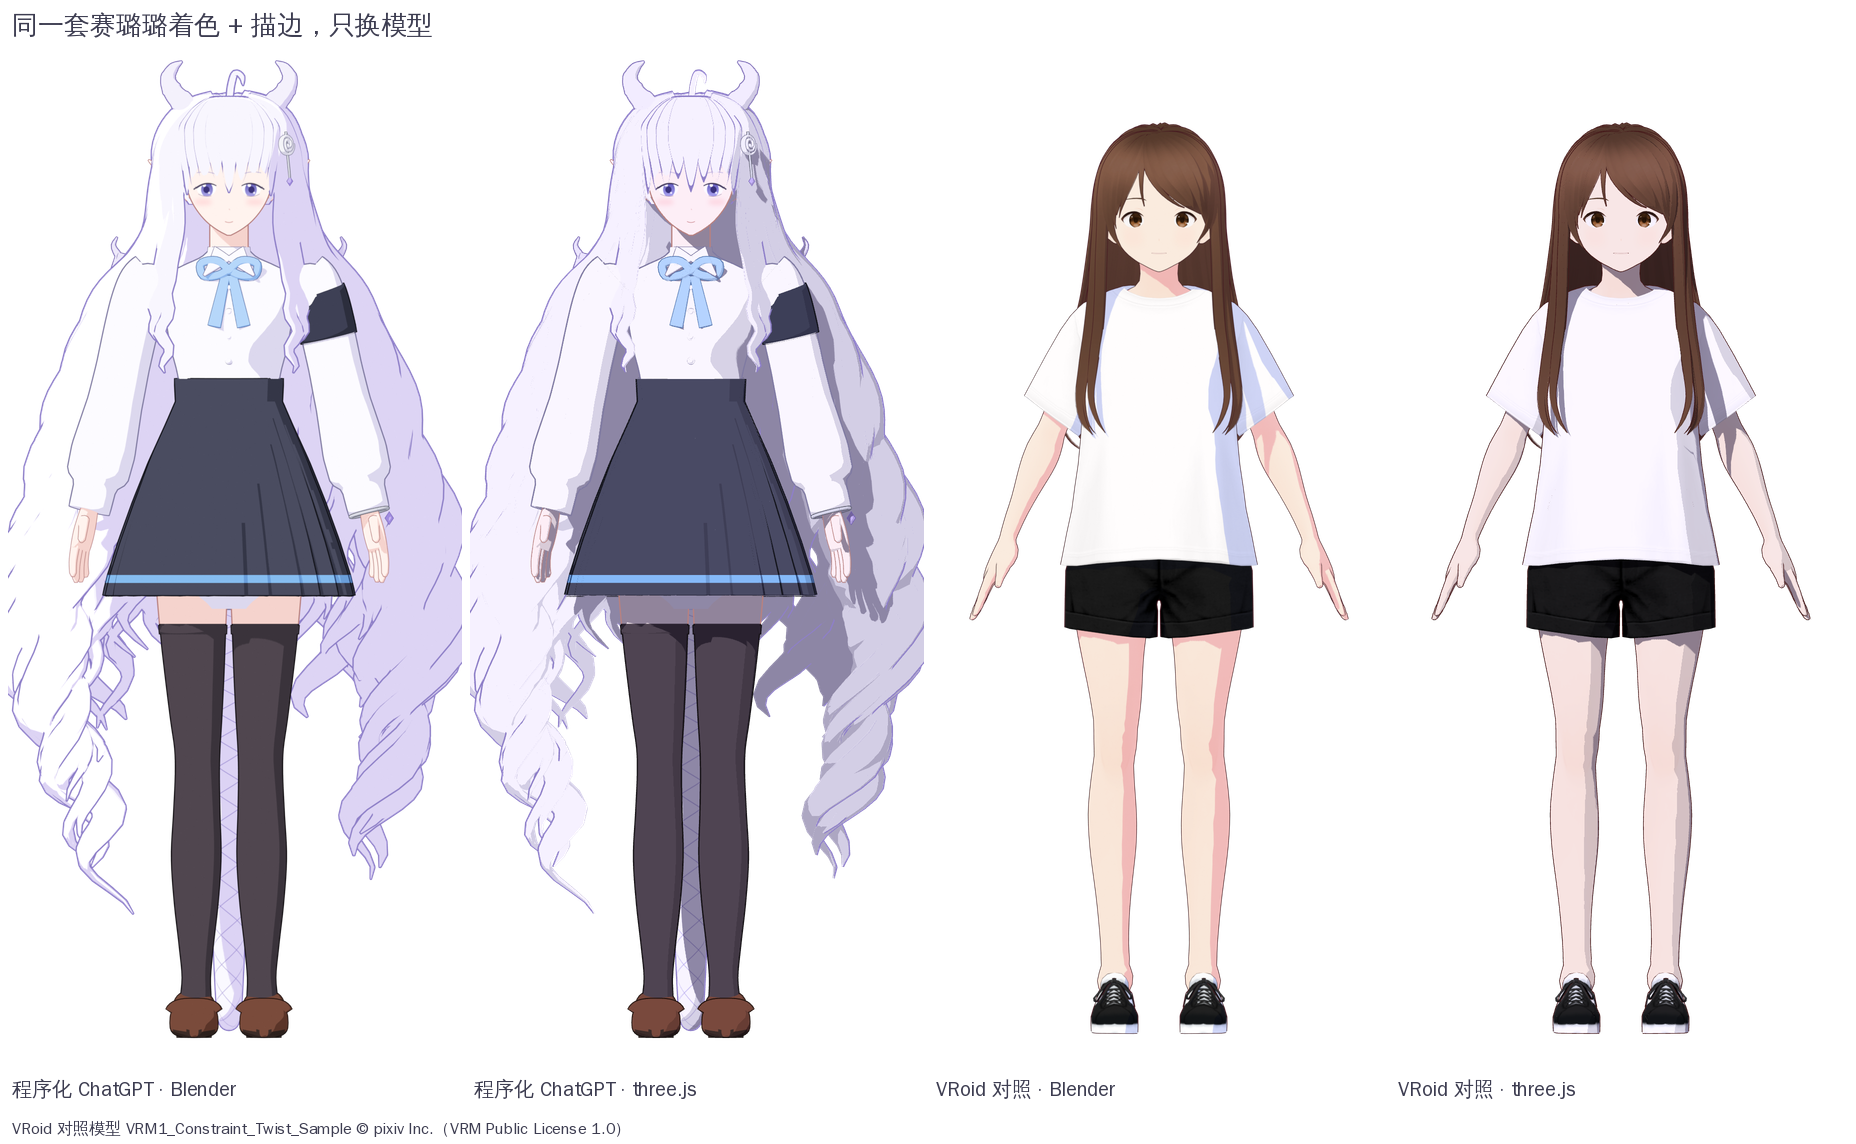 同一套赛璐璐着色 + 描边，只换模型
程序化 ChatGPT · Blender
程序化 ChatGPT · three.js
VRoid 对照 · Blender
VRoid 对照 · three.js
VRoid 对照模型 VRM1_Constraint_Twist_Sample © pixiv Inc.（VRM Public License 1.0）